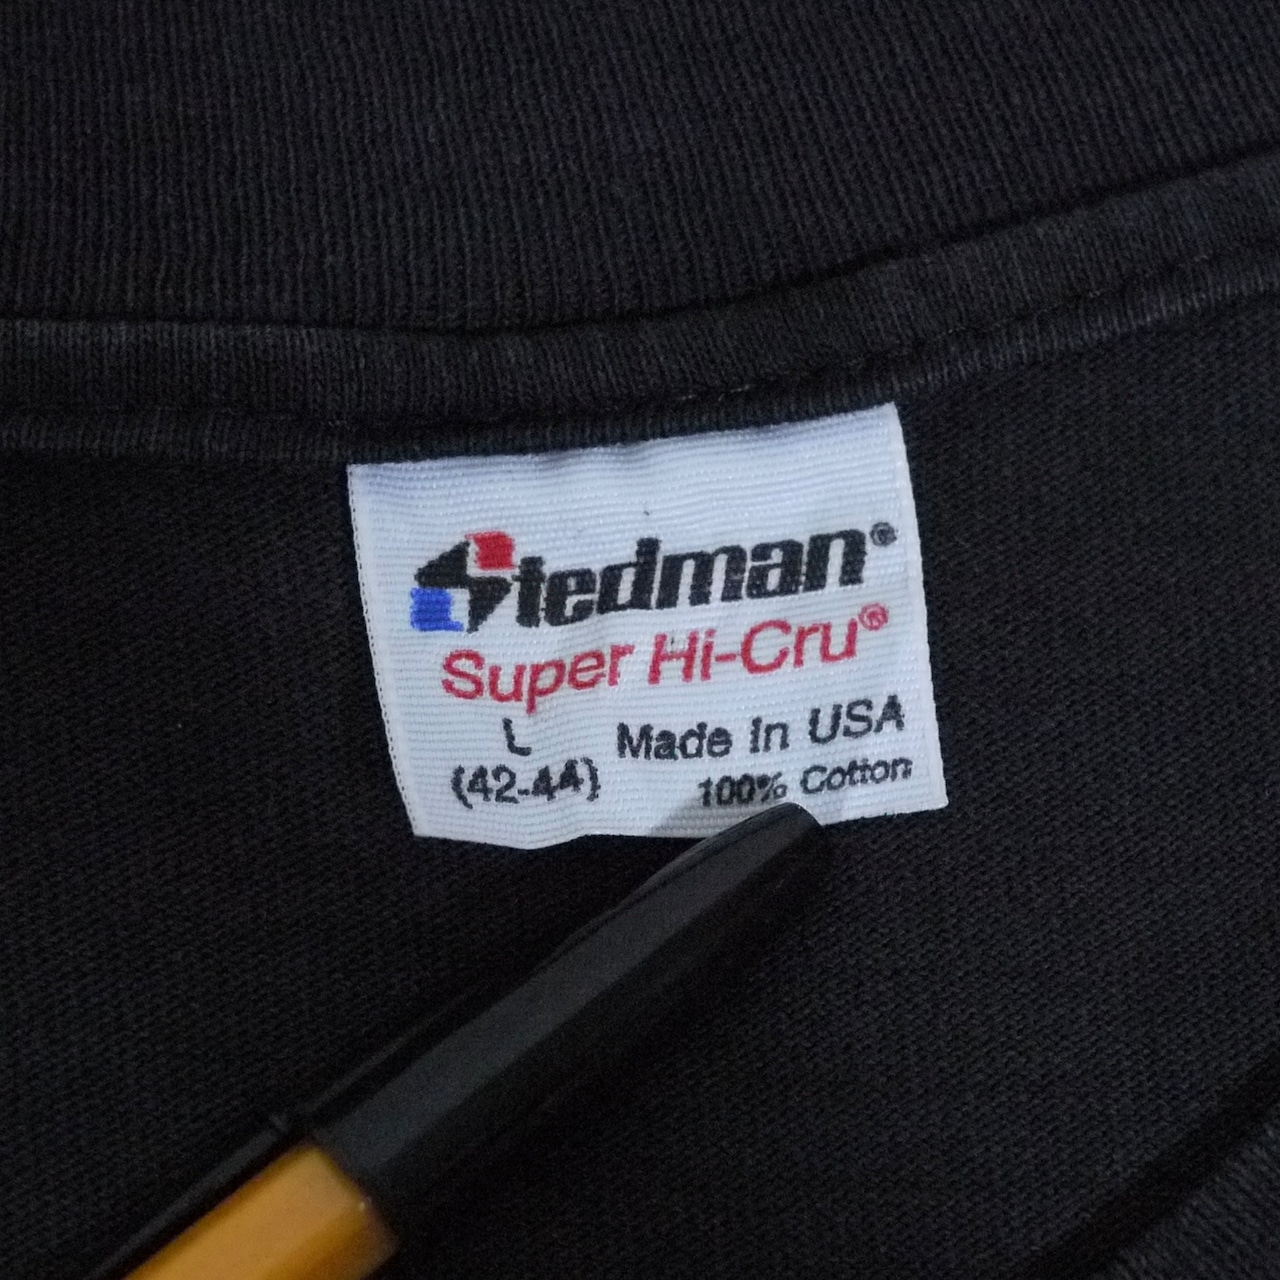 Stedman®
Super Hi-Cru®
L Made In USA
(42-44) 100% Cotton